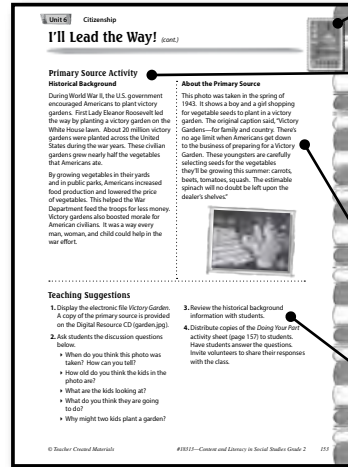 Unit 6 Citizenship
I'll Lead the Way! (cont.)
Primary Source Activity
Historical Background
During World War II, the U.S. government
encouraged Americans to plant victory
gardens. First Lady Eleanor Roosevelt led
the way by planting a victory garden on the
White House lawn. About 20 million victory
gardens were planted across the United
States during the war years. These civilian
gardens grew nearly half the vegetables
that Americans ate.
By growing vegetables in their yards
and in public parks, Americans increased
food production and lowered the price
of vegetables. This helped the War
Department feed the troops for less money.
Victory gardens also boosted morale for
American civilians. It was a way every
man, woman, and child could help in the
war effort.
About the Primary Source
This photo was taken in the spring of
1943. It shows a boy and a girl shopping
for vegetable seeds to plant in a victory
garden. The original caption said, "Victory
Gardens—for family and country. There's
no age limit when Americans get down
to the business of preparing for a Victory
Garden. These youngsters are carefully
selecting seeds for the vegetables
they'll be growing this summer: carrots,
beets, tomatoes, squash. The estimable
spinach will no doubt be left upon the
dealer's shelves."
Teaching Suggestions
1. Display the electronic file Victory Garden.
A copy of the primary source is provided
on the Digital Resource CD (garden.jpg).
2. Ask students the discussion questions
below.
When do you think this photo was
taken? How can you tell?
How old do you think the kids in the
photo are?
What are the kids looking at?
What do you think they are going
to do?
Why might two kids plant a garden?
3. Review the historical background
information with students.
4. Distribute copies of the Doing Your Part
activity sheet (page 157) to students.
Have students answer the questions.
Invite volunteers to share their responses
with the class.
© Teacher Created Materials #18513—Content and Literacy in Social Studies Grade 2 153